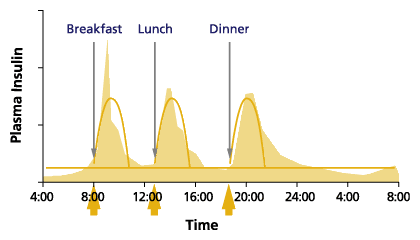 Breakfast Lunch Dinner
Plasma Insulin
4:00 8:00 12:00 16:00 20:00 24:00 4:00 8:00
Time